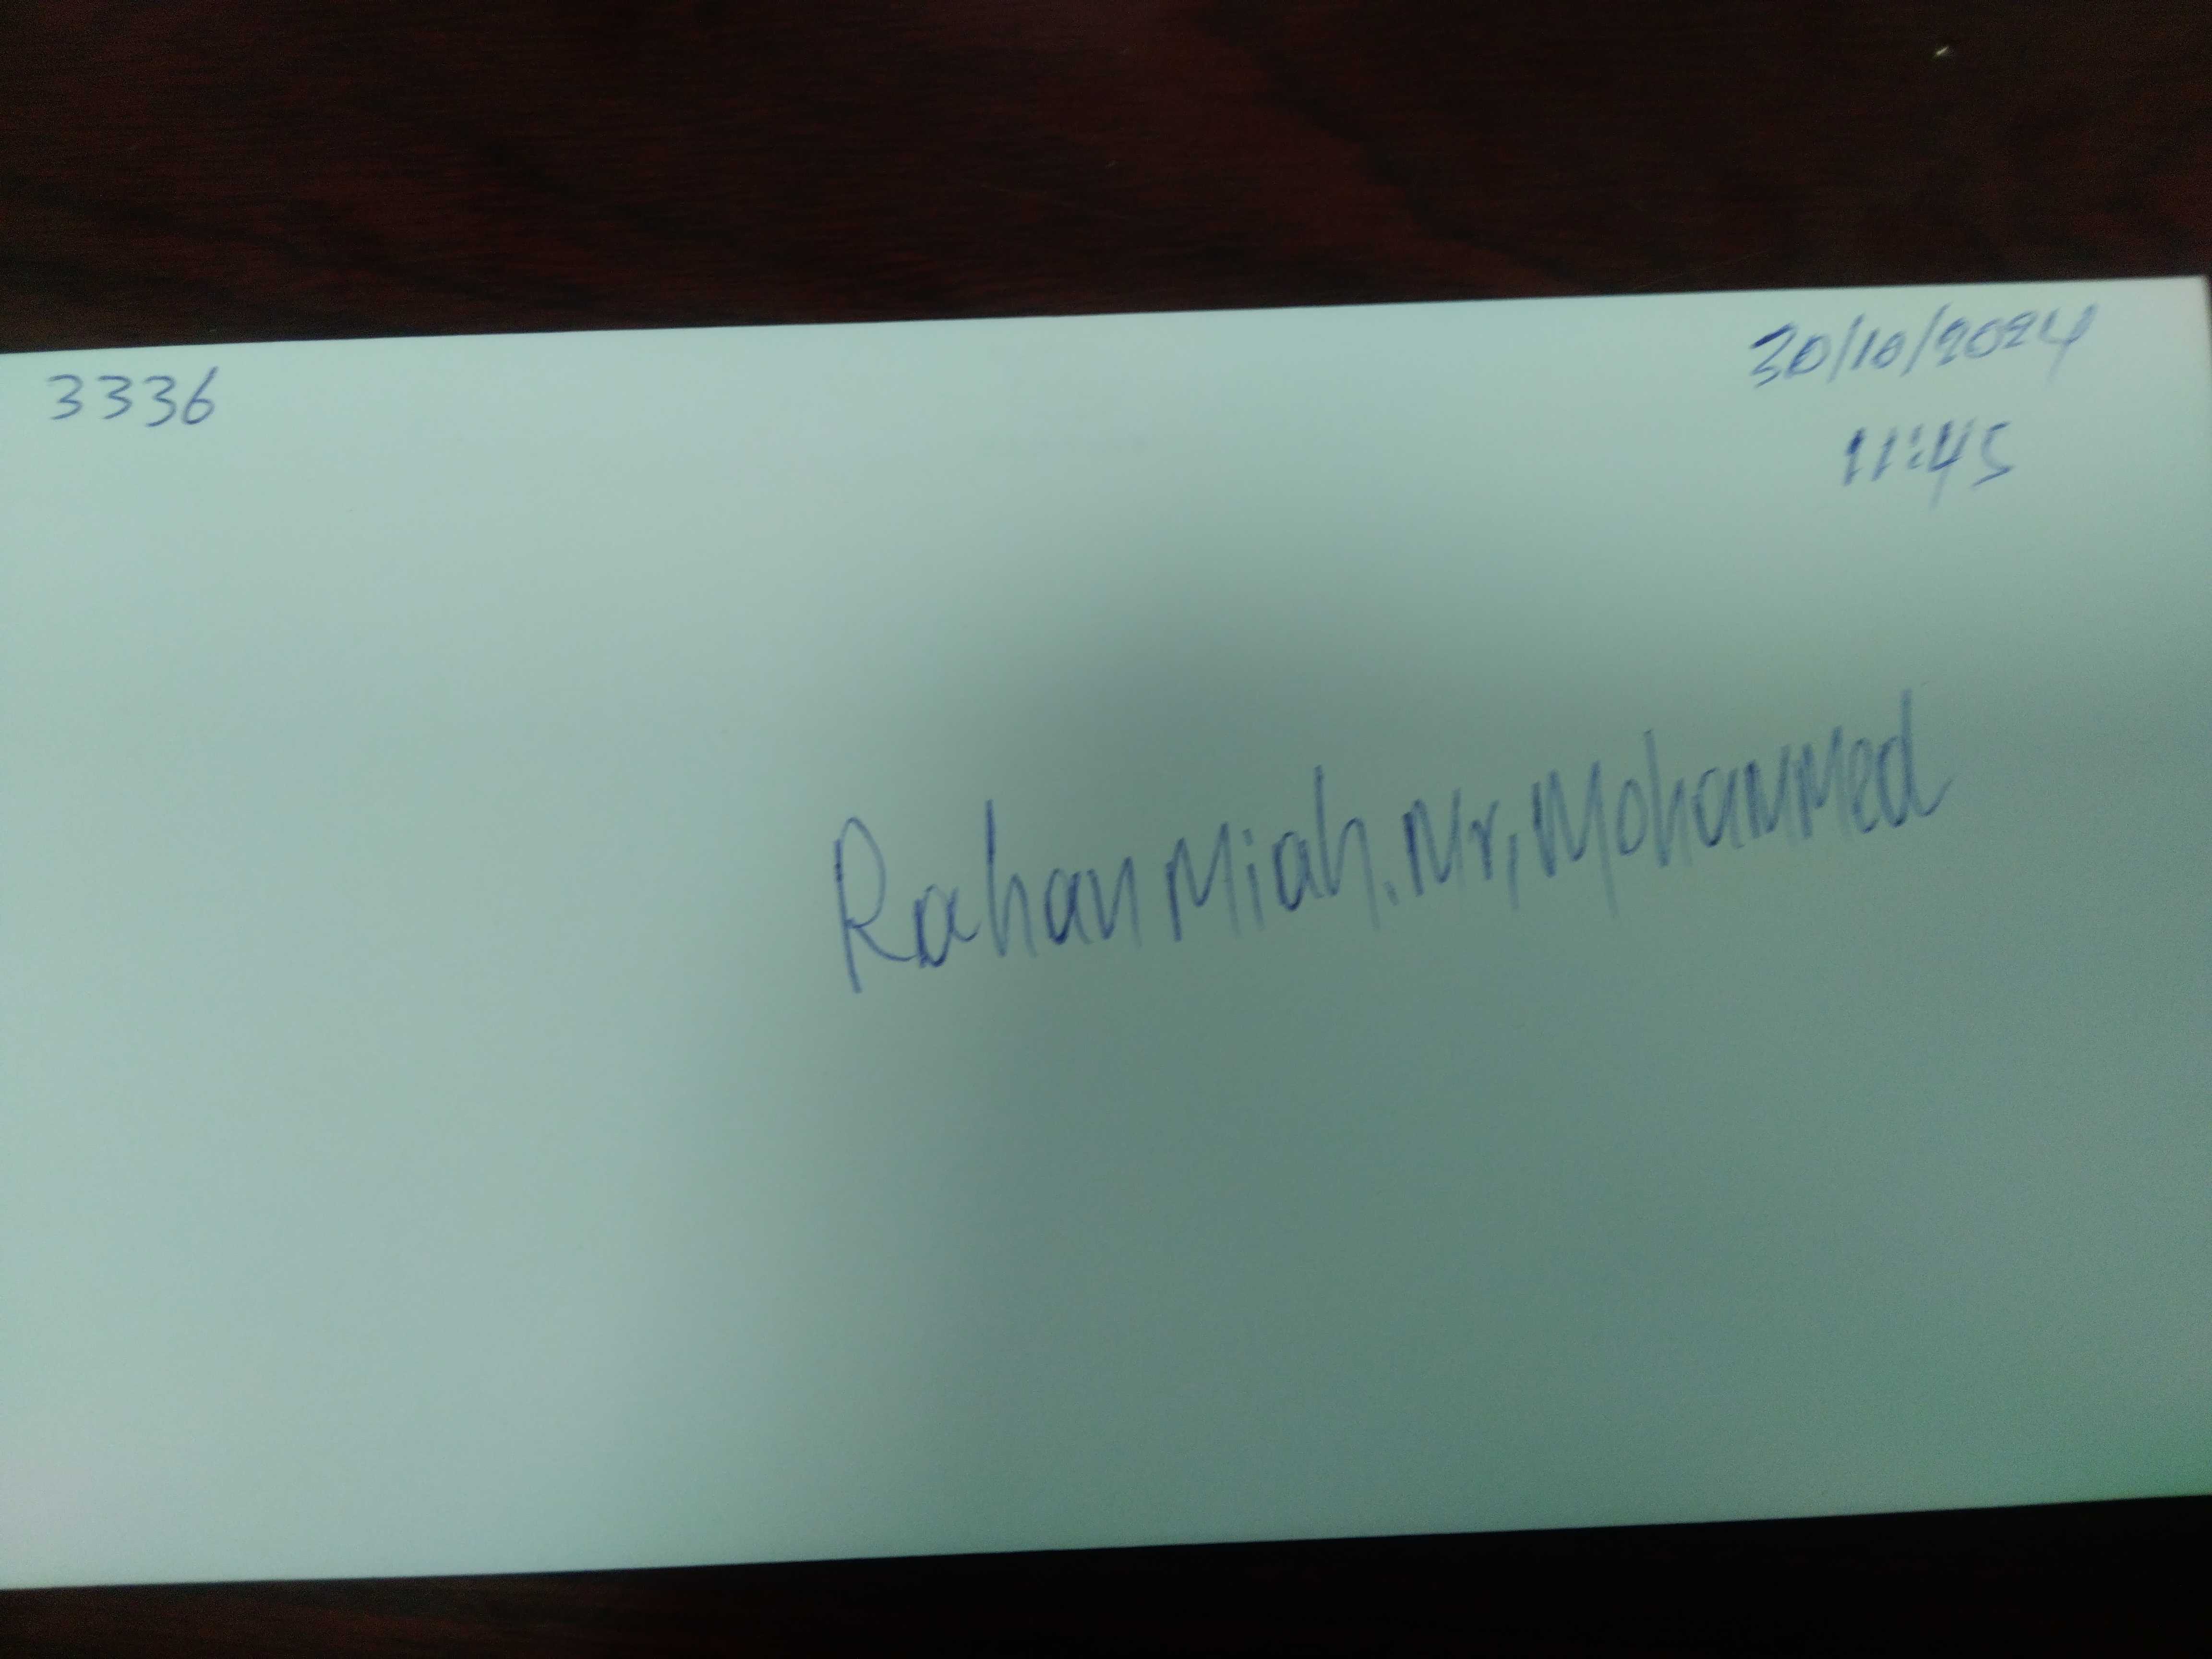 3336
30/10/2024
11:45
Rahan Miah. Mr, Mohammed